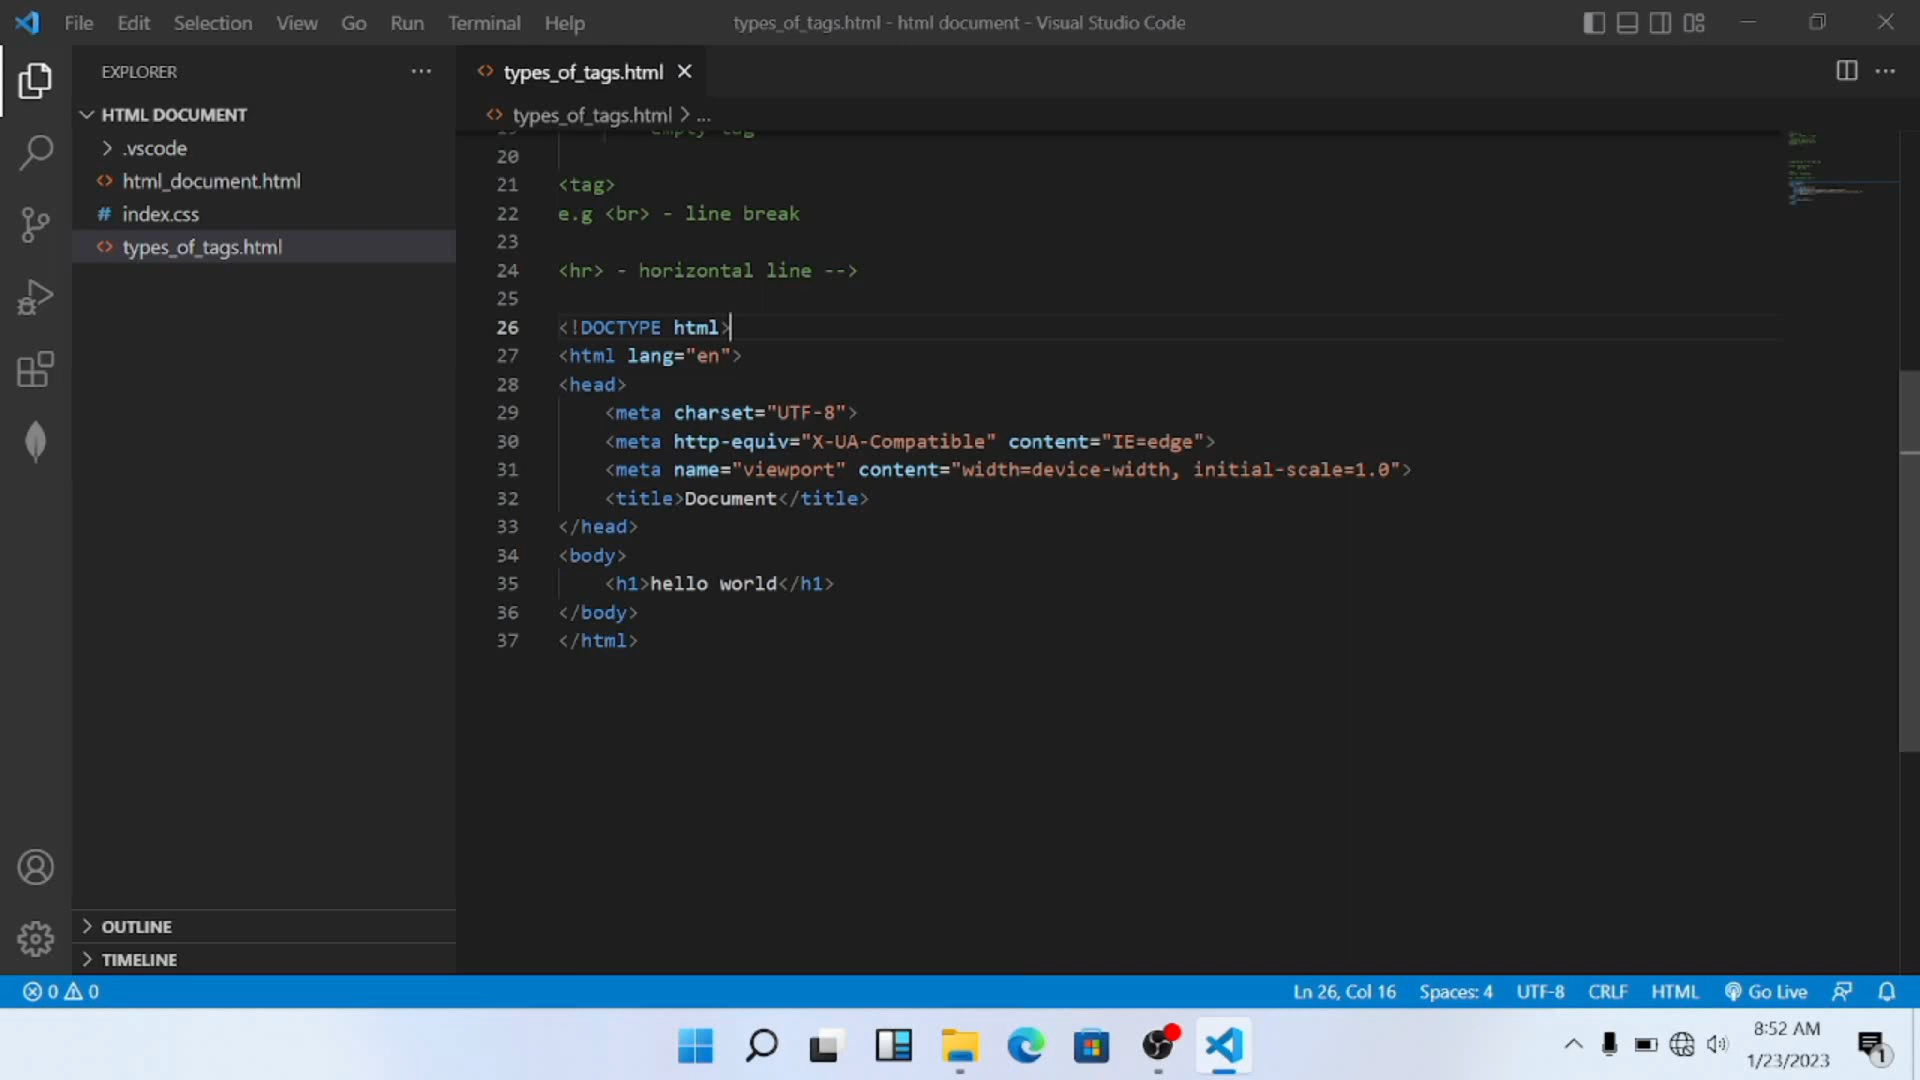 File Edit Selection View Go Run Terminal Help
types_of_tags.html - html document - Visual Studio Code
EXPLORER
HTML DOCUMENT
.vscode
html_document.html
index.css
types_of_tags.html
types_of_tags.html
types_of_tags.html > ...
19 empty tag
20
21 <tag>
22 e.g <br> - line break
23
24 <hr> - horizontal line -->
25
26 <!DOCTYPE html>
27 <html lang="en">
28 <head>
29 <meta charset="UTF-8">
30 <meta http-equiv="X-UA-Compatible" content="IE=edge">
31 <meta name="viewport" content="width=device-width, initial-scale=1.0">
32 <title>Document</title>
33 </head>
34 <body>
35 <h1>hello world</h1>
36 </body>
37 </html>
OUTLINE
TIMELINE
0 0
Ln 26, Col 16 Spaces: 4 UTF-8 CRLF HTML Go Live
8:52 AM
1/23/2023
1